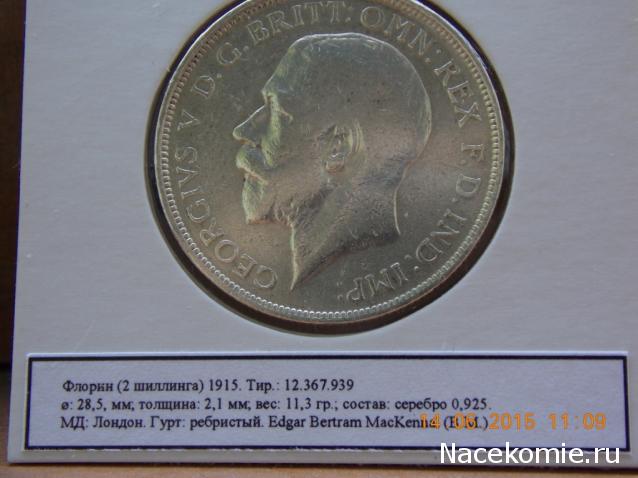 GEORGIVS V D.G. BRITT: OMN: REX F.D. IND: IMP:
Флорин (2 шиллинга) 1915. Тир.: 12.367.939
ø: 28,5, мм; толщина: 2,1 мм; вес: 11,3 гр.; состав: серебро 0,925.
МД: Лондон. Гурт: ребристый. Edgar Bertram MacKennal (B.M.)
14 06 2015 11:09
Nacekomie.ru